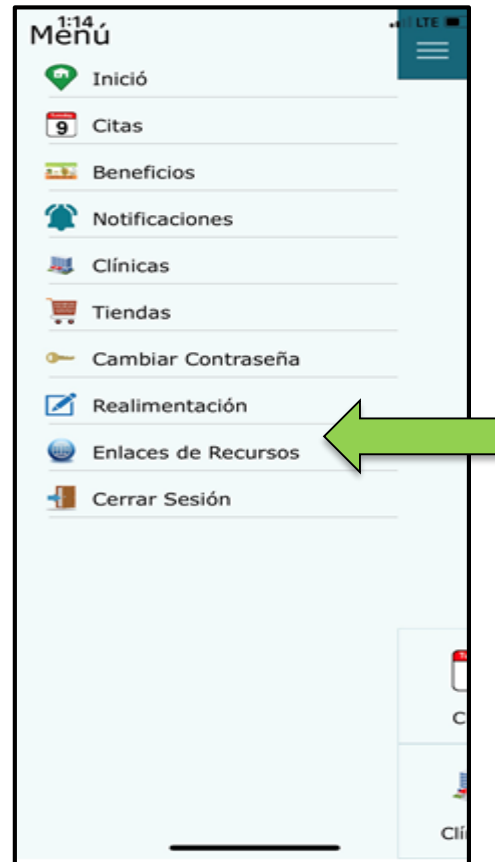 1:14
LTE
Menú
Inició
9
Citas
Beneficios
Notificaciones
Clínicas
Tiendas
Cambiar Contraseña
Realimentación
Enlaces de Recursos
Cerrar Sesión
C
Clí